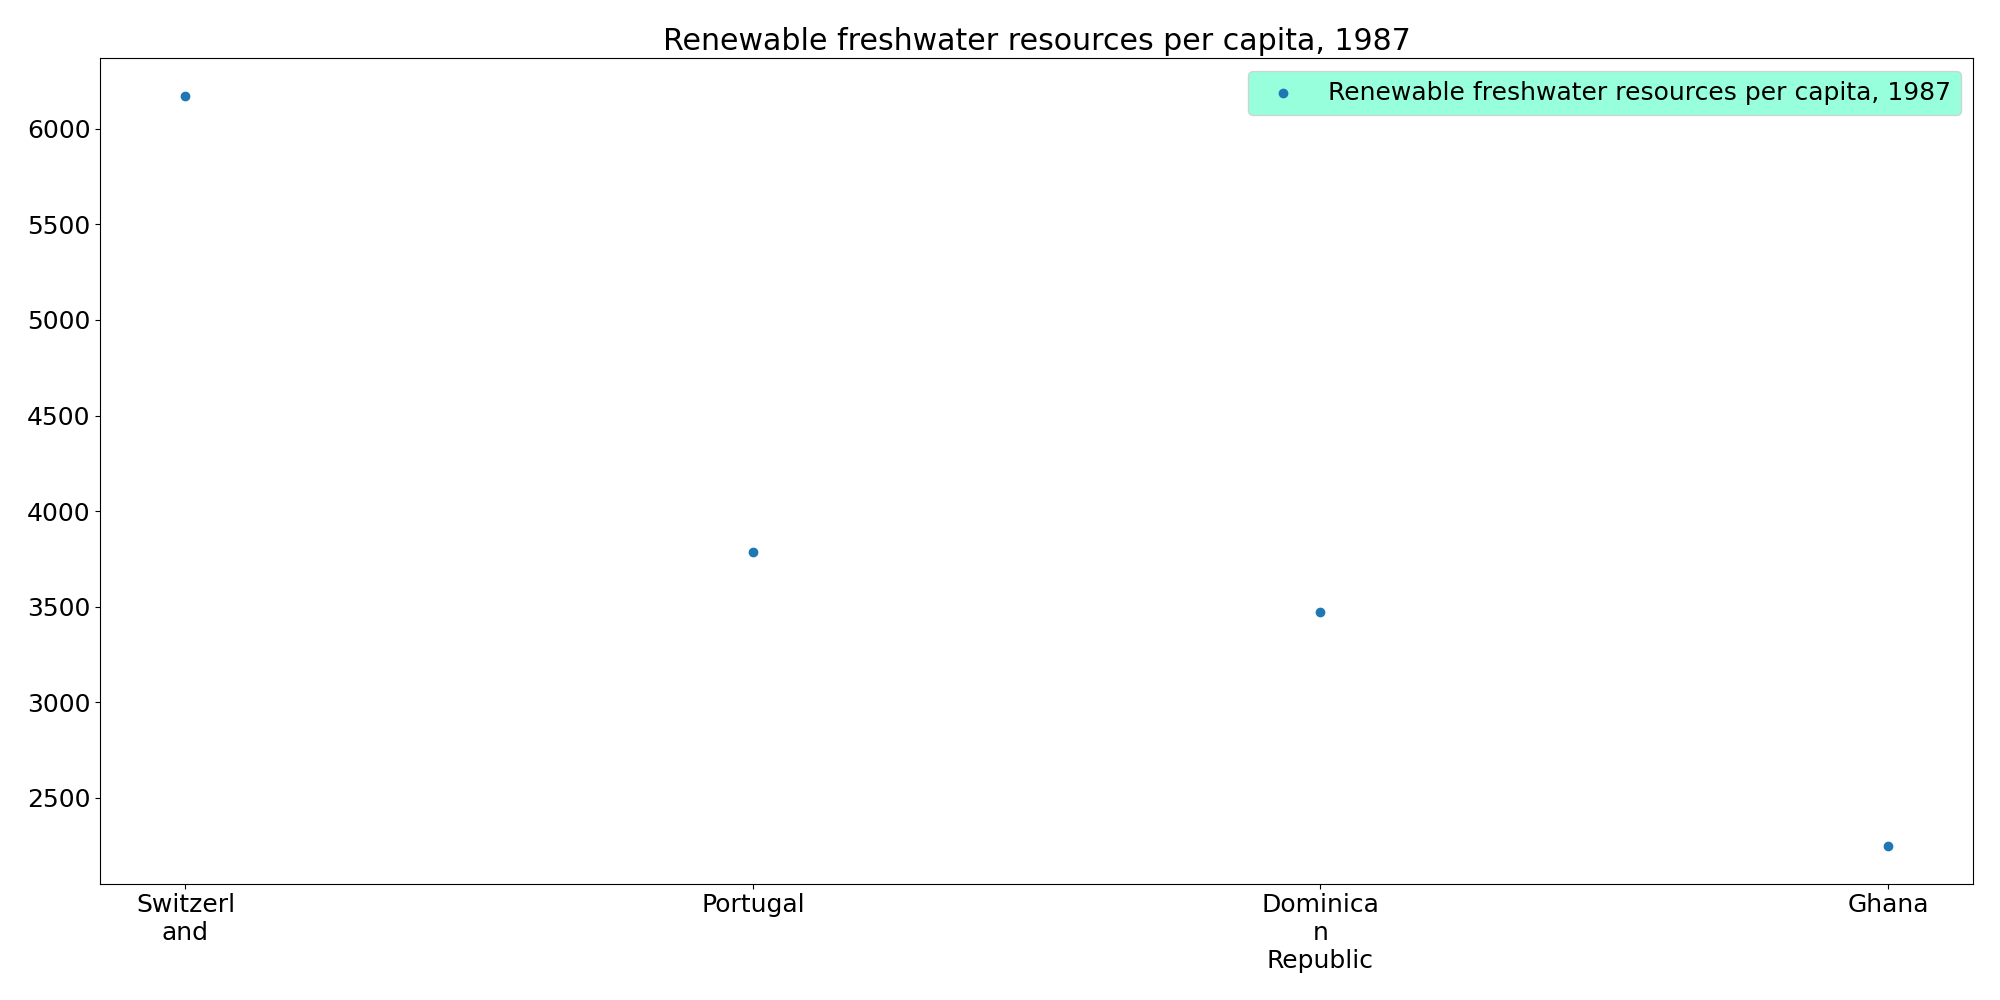 Renewable freshwater resources per capita, 1987
Renewable freshwater resources per capita, 1987
6000
5500
5000
4500
4000
3500
3000
2500
Switzerl
and
Portugal
Dominica
n
Republic
Ghana